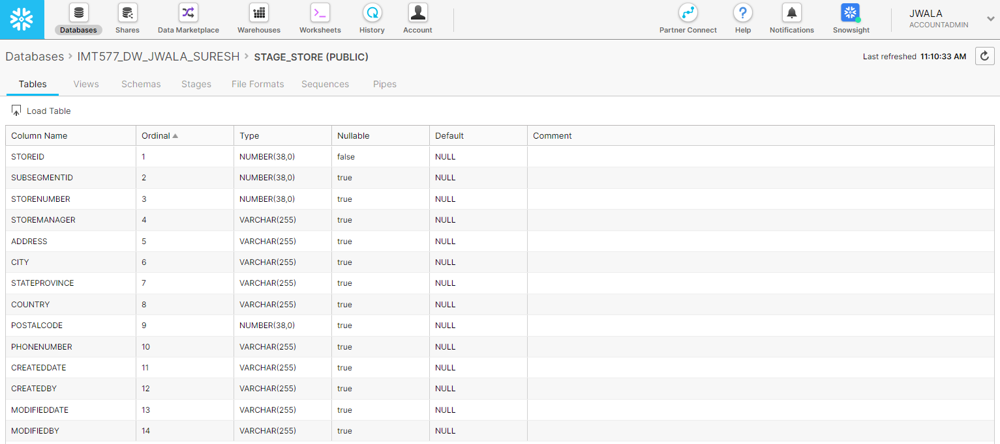 Databases Shares Data Marketplace Warehouses Worksheets History Account Partner Connect Help Notifications Snowsight
JWALA
ACCOUNTADMIN
Databases > IMT577_DW_JWALA_SURESH > STAGE_STORE (PUBLIC) Last refreshed 11:10:33 AM
Tables Views Schemas Stages File Formats Sequences Pipes
Load Table
Column Name Ordinal Type Nullable Default Comment
STOREID 1 NUMBER(38,0) false NULL
SUBSEGMENTID 2 NUMBER(38,0) true NULL
STORENUMBER 3 NUMBER(38,0) true NULL
STOREMANAGER 4 VARCHAR(255) true NULL
ADDRESS 5 VARCHAR(255) true NULL
CITY 6 VARCHAR(255) true NULL
STATEPROVINCE 7 VARCHAR(255) true NULL
COUNTRY 8 VARCHAR(255) true NULL
POSTALCODE 9 NUMBER(38,0) true NULL
PHONENUMBER 10 VARCHAR(255) true NULL
CREATEDDATE 11 VARCHAR(255) true NULL
CREATEDBY 12 VARCHAR(255) true NULL
MODIFIEDDATE 13 VARCHAR(255) true NULL
MODIFIEDBY 14 VARCHAR(255) true NULL